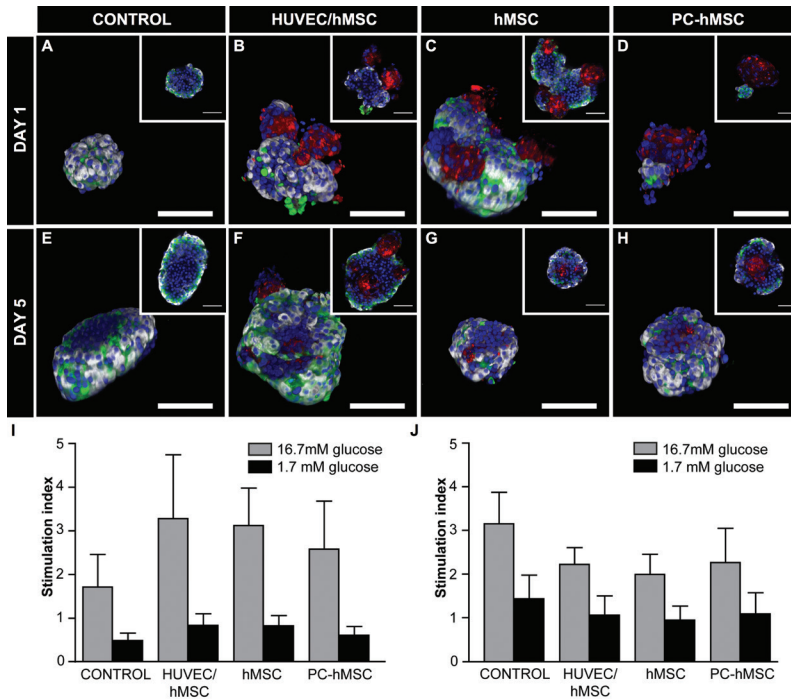 CONTROL HUVEC/hMSC hMSC PC-hMSC
DAY 1
A B C D
DAY 5
E F G H
I
5
4
3
2
1
0
Stimulation index
16.7mM glucose
1.7 mM glucose
CONTROL HUVEC/ hMSC PC-hMSC
hMSC
J
5
4
3
2
1
0
Stimulation index
16.7mM glucose
1.7 mM glucose
CONTROL HUVEC/ hMSC PC-hMSC
hMSC